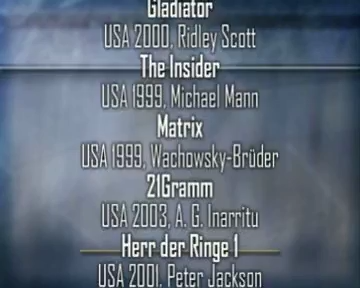 Gladiator
USA 2000, Ridley Scott
The Insider
USA 1999, Michael Mann
Matrix
USA 1999, Wachowsky-Brüder
21Gramm
USA 2003, A. G. Inarritu
Herr der Ringe 1
USA 2001, Peter Jackson